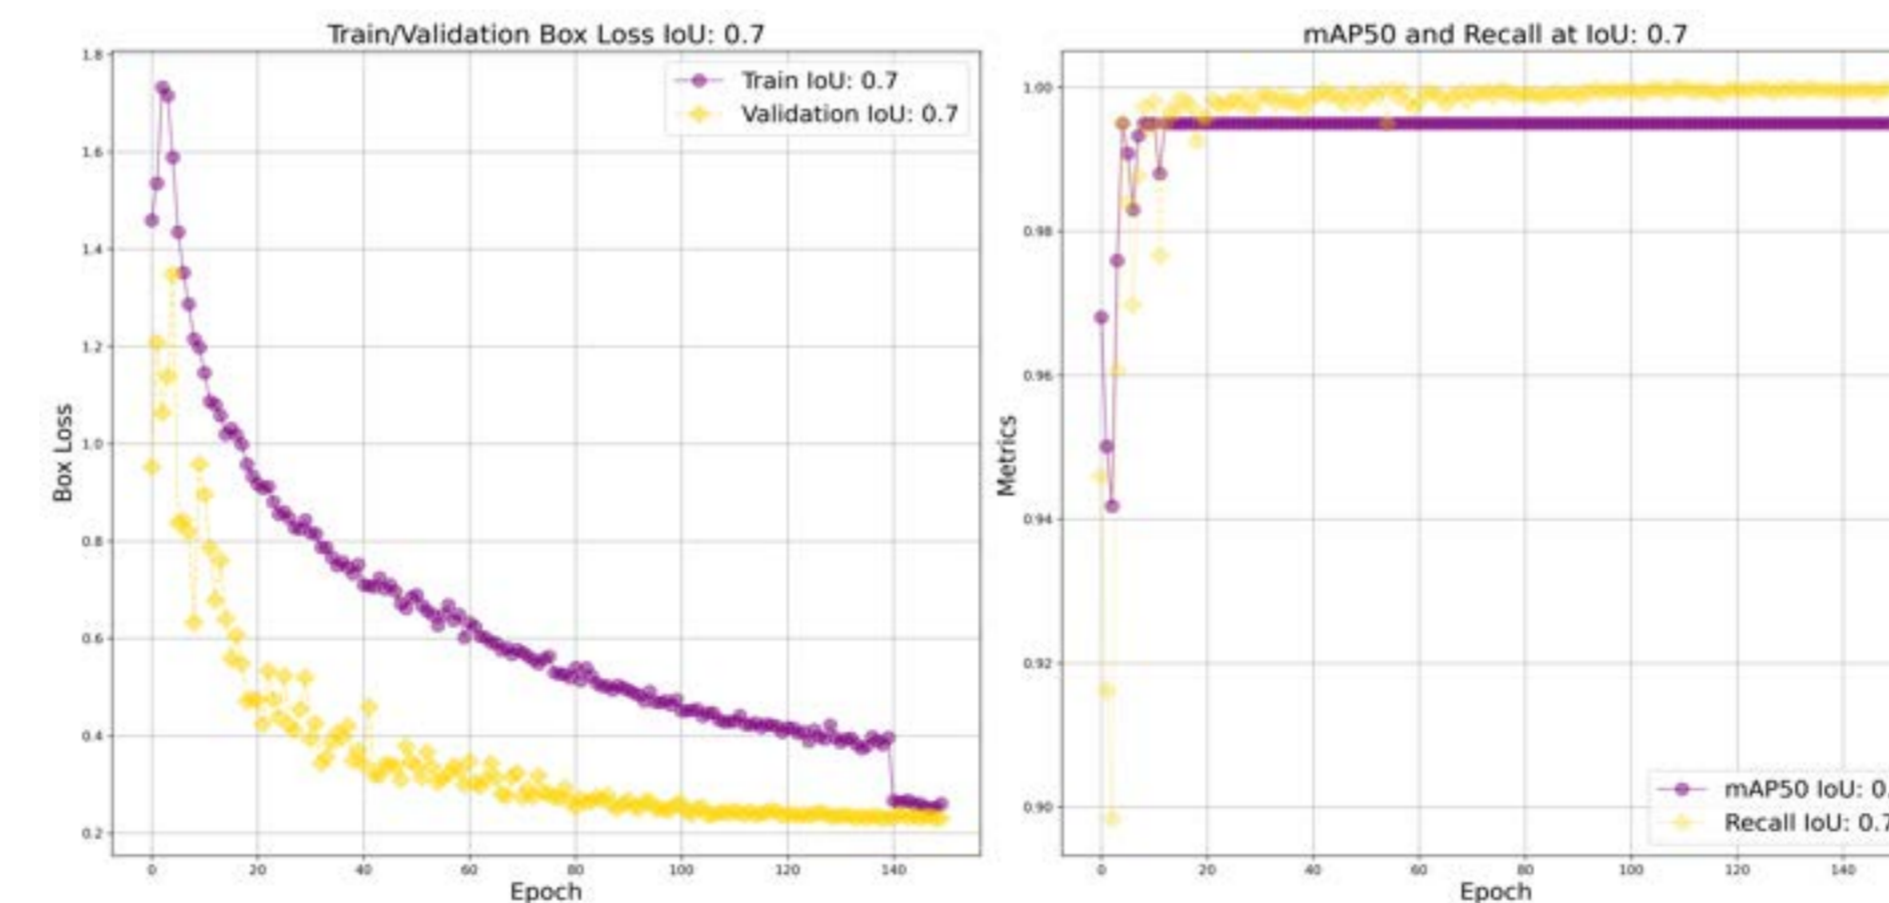 Train/Validation Box Loss IoU: 0.7
1.8
1.6
1.4
1.2
1.0
0.8
0.6
0.4
0.2
Box Loss
Train IoU: 0.7
Validation IoU: 0.7
0 20 40 60 80 100 120 140
Epoch
mAP50 and Recall at IoU: 0.7
1.00
0.98
0.96
0.94
0.92
0.90
Metrics
mAP50 IoU: 0.
Recall IoU: 0.7
0 20 40 60 80 100 120 140
Epoch